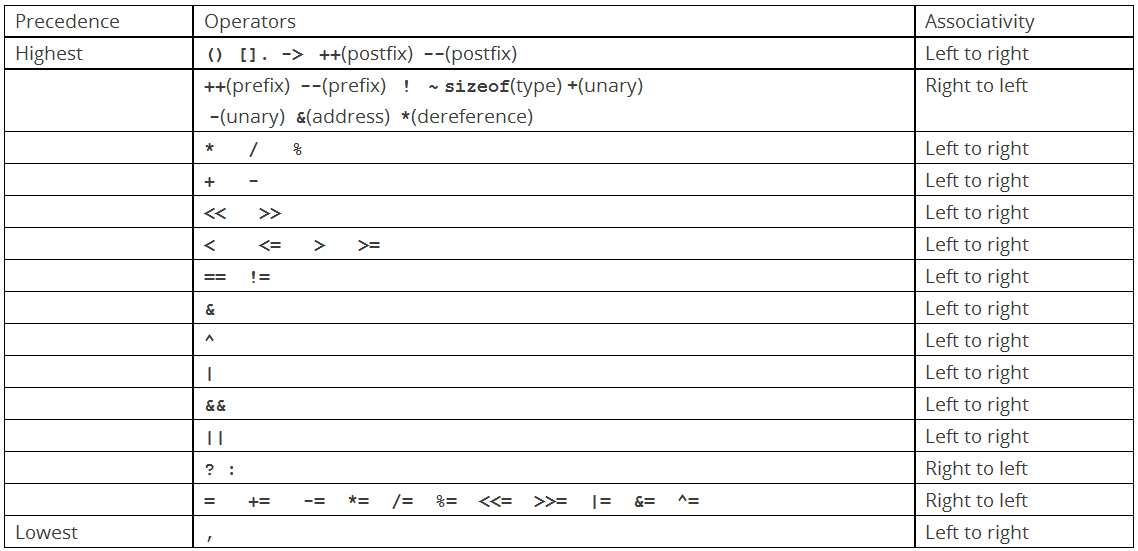 Precedence Operators Associativity
Highest () []. -> ++(postfix) --(postfix) Left to right
++(prefix) --(prefix) ! ~ sizeof(type) +(unary) Right to left
-(unary) &(address) *(dereference)
* / % Left to right
+ - Left to right
<< >> Left to right
< <= > >= Left to right
== != Left to right
& Left to right
^ Left to right
| Left to right
&& Left to right
|| Left to right
? : Right to left
= += -= *= /= %= <<= >>= |= &= ^= Right to left
Lowest , Left to right